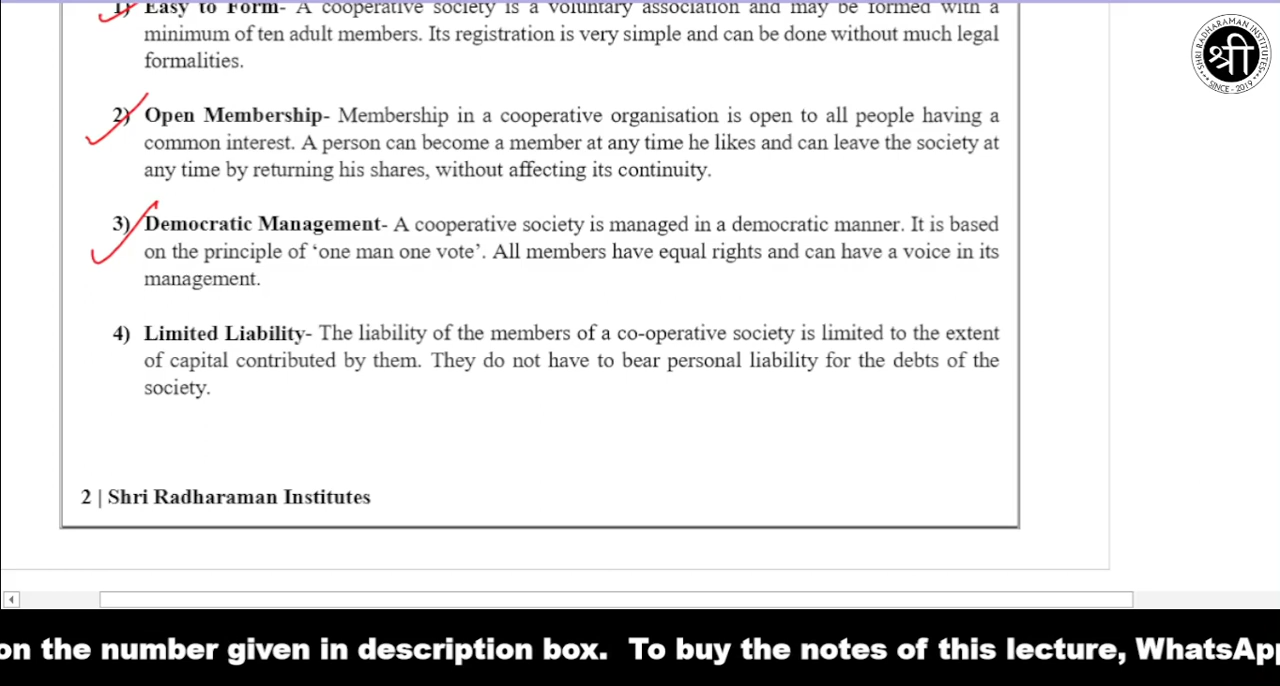 1) Easy to Form- A cooperative society is a voluntary association and may be formed with a
minimum of ten adult members. Its registration is very simple and can be done without much legal
formalities.
2) Open Membership- Membership in a cooperative organisation is open to all people having a
common interest. A person can become a member at any time he likes and can leave the society at
any time by returning his shares, without affecting its continuity.
3) Democratic Management- A cooperative society is managed in a democratic manner. It is based
on the principle of ‘one man one vote’. All members have equal rights and can have a voice in its
management.
4) Limited Liability- The liability of the members of a co-operative society is limited to the extent
of capital contributed by them. They do not have to bear personal liability for the debts of the
society.
2 | Shri Radharaman Institutes
SHRI RADHARAMAN INSTITUTES
श्री
SINCE - 2019
on the number given in description box. To buy the notes of this lecture, WhatsApp